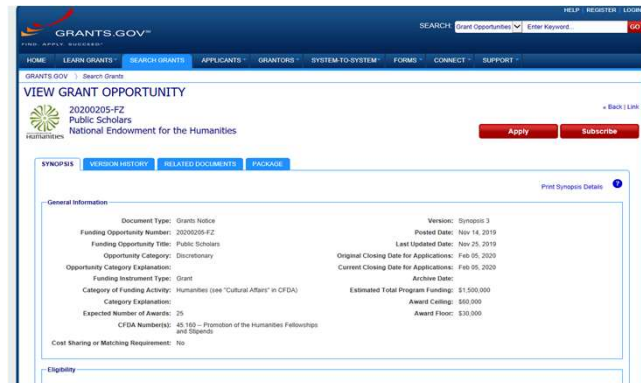 HELP | REGISTER | LOGIN
GRANTS.GOV℠
SEARCH: Grant Opportunities Enter Keyword... GO
FIND. APPLY. SUCCEED.℠
HOME LEARN GRANTS SEARCH GRANTS APPLICANTS GRANTORS SYSTEM-TO-SYSTEM FORMS CONNECT SUPPORT
GRANTS.GOV Search Grants
VIEW GRANT OPPORTUNITY
20200205-FZ
Public Scholars
National Endowment for the Humanities
Humanities
« Back | Link
Apply Subscribe
SYNOPSIS VERSION HISTORY RELATED DOCUMENTS PACKAGE
Print Synopsis Details ?
General Information
Document Type: Grants Notice
Funding Opportunity Number: 20200205-FZ
Funding Opportunity Title: Public Scholars
Opportunity Category: Discretionary
Opportunity Category Explanation:
Funding Instrument Type: Grant
Category of Funding Activity: Humanities (see "Cultural Affairs" in CFDA)
Category Explanation:
Expected Number of Awards: 25
CFDA Number(s): 45.160 -- Promotion of the Humanities Fellowships
and Stipends
Cost Sharing or Matching Requirement: No
Version: Synopsis 3
Posted Date: Nov 14, 2019
Last Updated Date: Nov 25, 2019
Original Closing Date for Applications: Feb 05, 2020
Current Closing Date for Applications: Feb 05, 2020
Archive Date:
Estimated Total Program Funding: $1,500,000
Award Ceiling: $60,000
Award Floor: $30,000
Eligibility